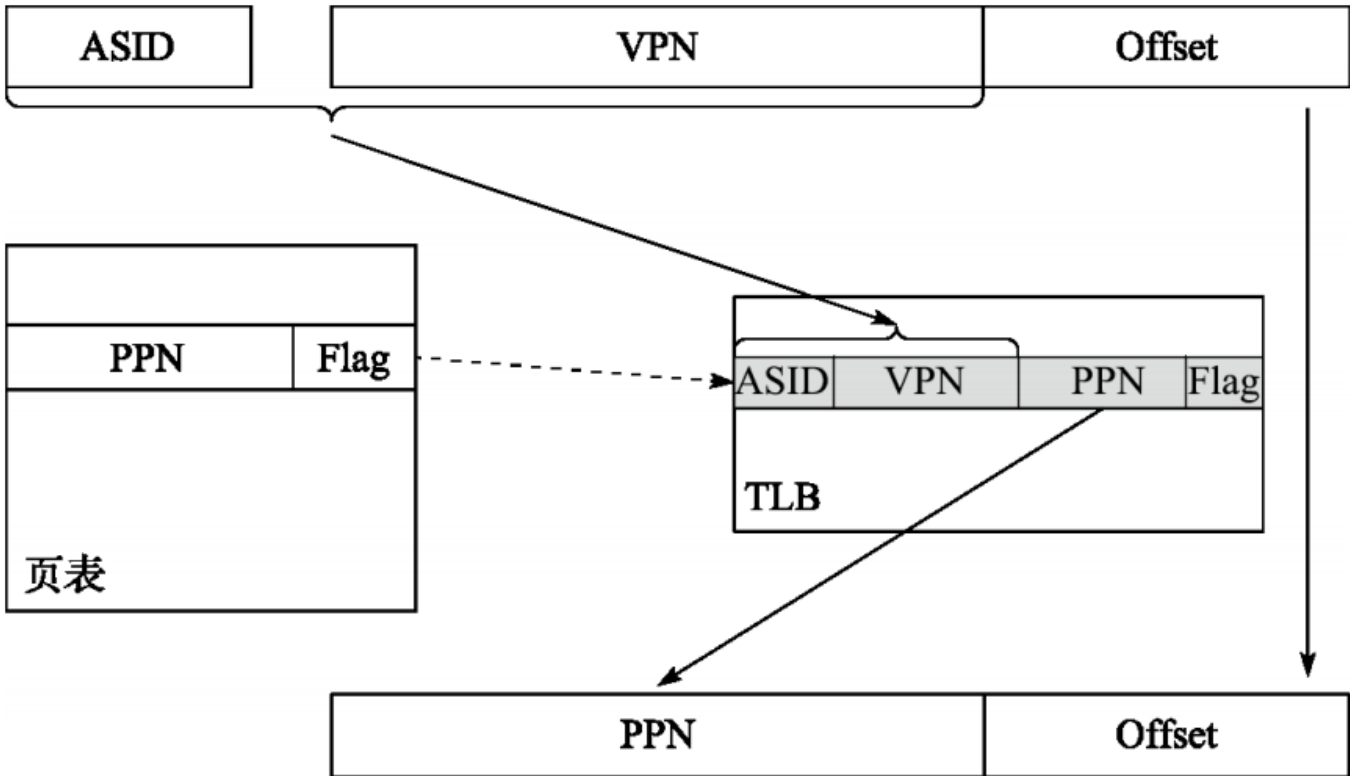 ASID VPN Offset
PPN Flag
ASID VPN PPN Flag
TLB
页表
PPN Offset